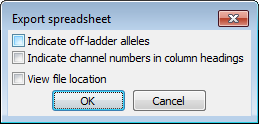 Export spreadsheet
Indicate off-ladder alleles
Indicate channel numbers in column headings
View file location
OK
Cancel